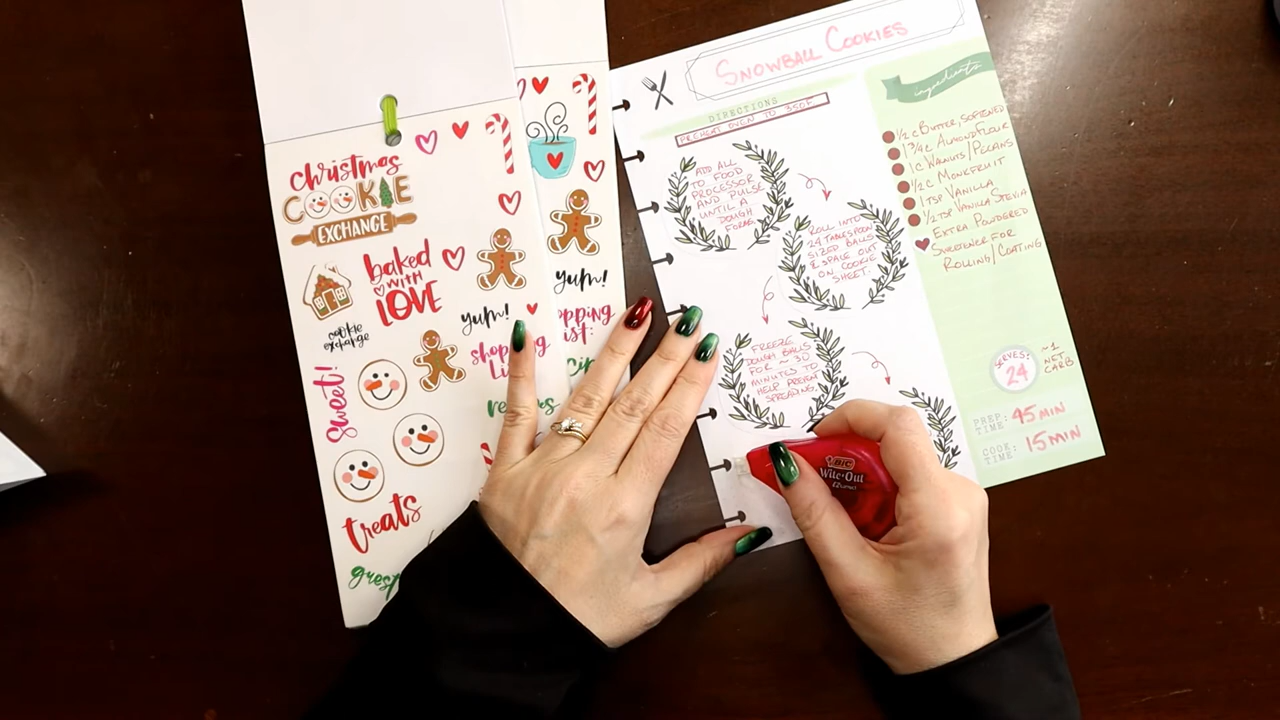 christmas
COOKIE
EXCHANGE
baked
WITH
LOVE
cookie
exchange
yum!
shopping
Sweet!
treats
yum!
SNOWBALL COOKIES
DIRECTIONS
PREHEAT OVEN TO 350F
ADD ALL
TO FOOD
PROCESSOR
AND PULSE
UNTIL A
DOUGH
FORMS.
ROLL INTO
24 TABLESPOON
SIZED BALLS
& SPACE OUT
ON COOKIE
SHEET.
FREEZE
DOUGH BALLS
FOR ~30
MINUTES TO
HELP PREVENT
SPREADING.
BIC
Wite-Out
ingredients
1/2 C BUTTER, SOFTENED
1 3/4 C ALMOND FLOUR
1 C WALNUTS/PECANS
1/2 C MONKFRUIT
1 TSP VANILLA
1/2 TSP VANILLA STEVIA
EXTRA POWDERED
SWEETENER FOR
ROLLING/COATING
SERVES:
24
~1
NET
CARB
PREP TIME: 45 MIN
COOK TIME: 15 MIN